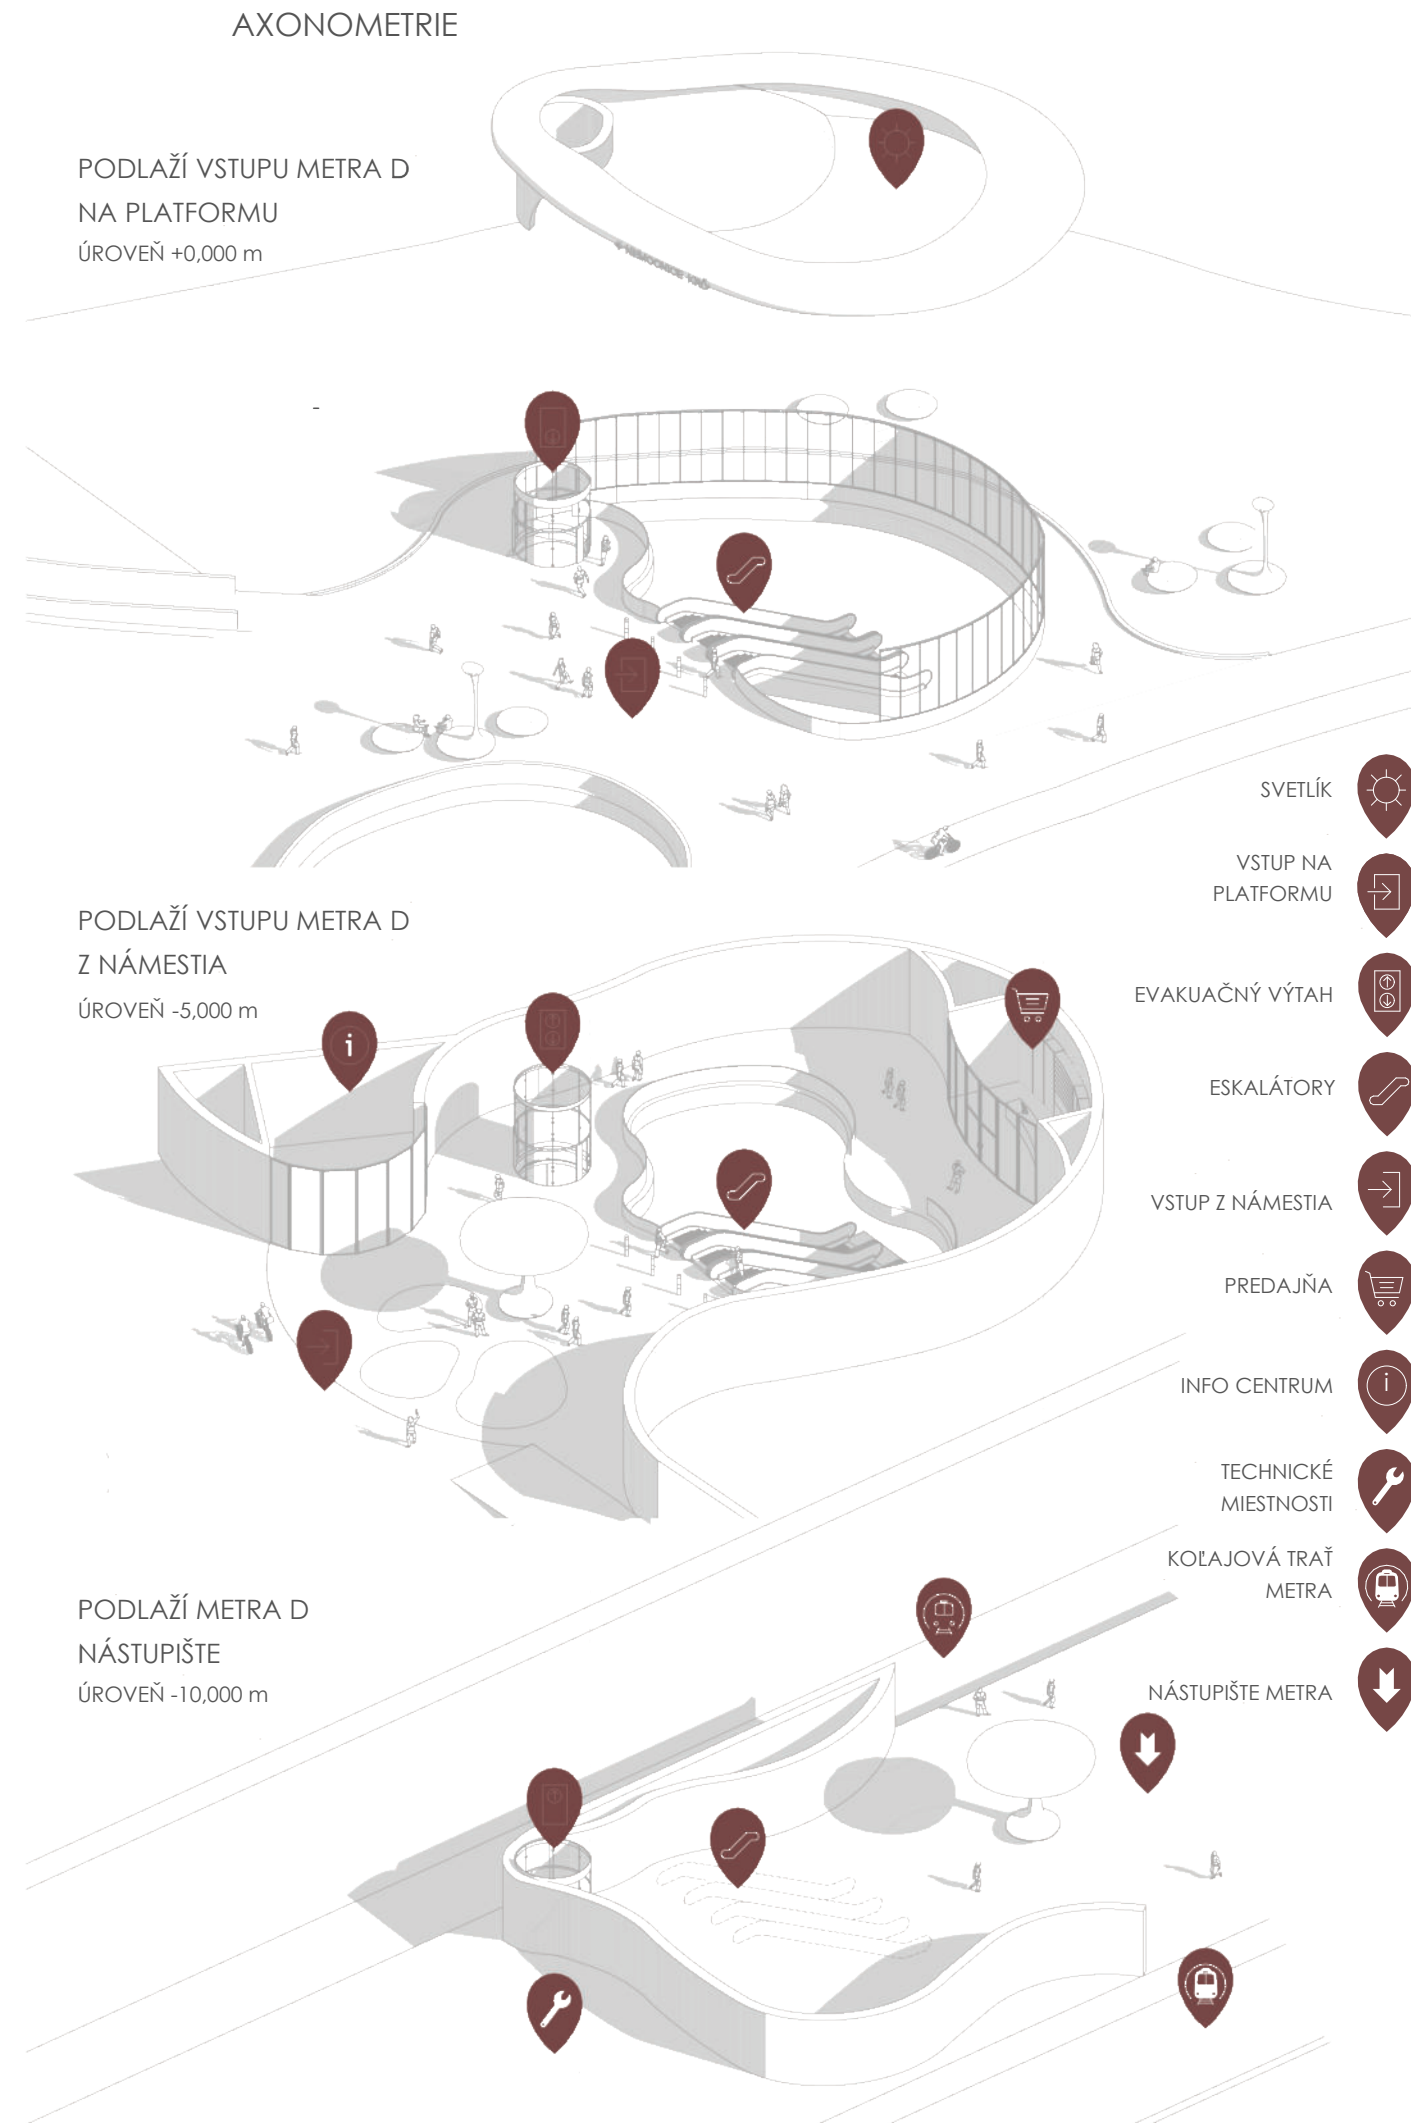 AXONOMETRIE
PODLAŽÍ VSTUPU METRA D
NA PLATFORMU
ÚROVEŇ +0,000 m
-
PODLAŽÍ VSTUPU METRA D
Z NÁMESTIA
ÚROVEŇ -5,000 m
PODLAŽÍ METRA D
NÁSTUPIŠTE
ÚROVEŇ -10,000 m
SVETLÍK
VSTUP NA
PLATFORMU
EVAKUAČNÝ VÝTAH
ESKALÁTORY
VSTUP Z NÁMESTIA
PREDAJŇA
INFO CENTRUM
TECHNICKÉ
MIESTNOSTI
KOĽAJOVÁ TRAŤ
METRA
NÁSTUPIŠTE METRA